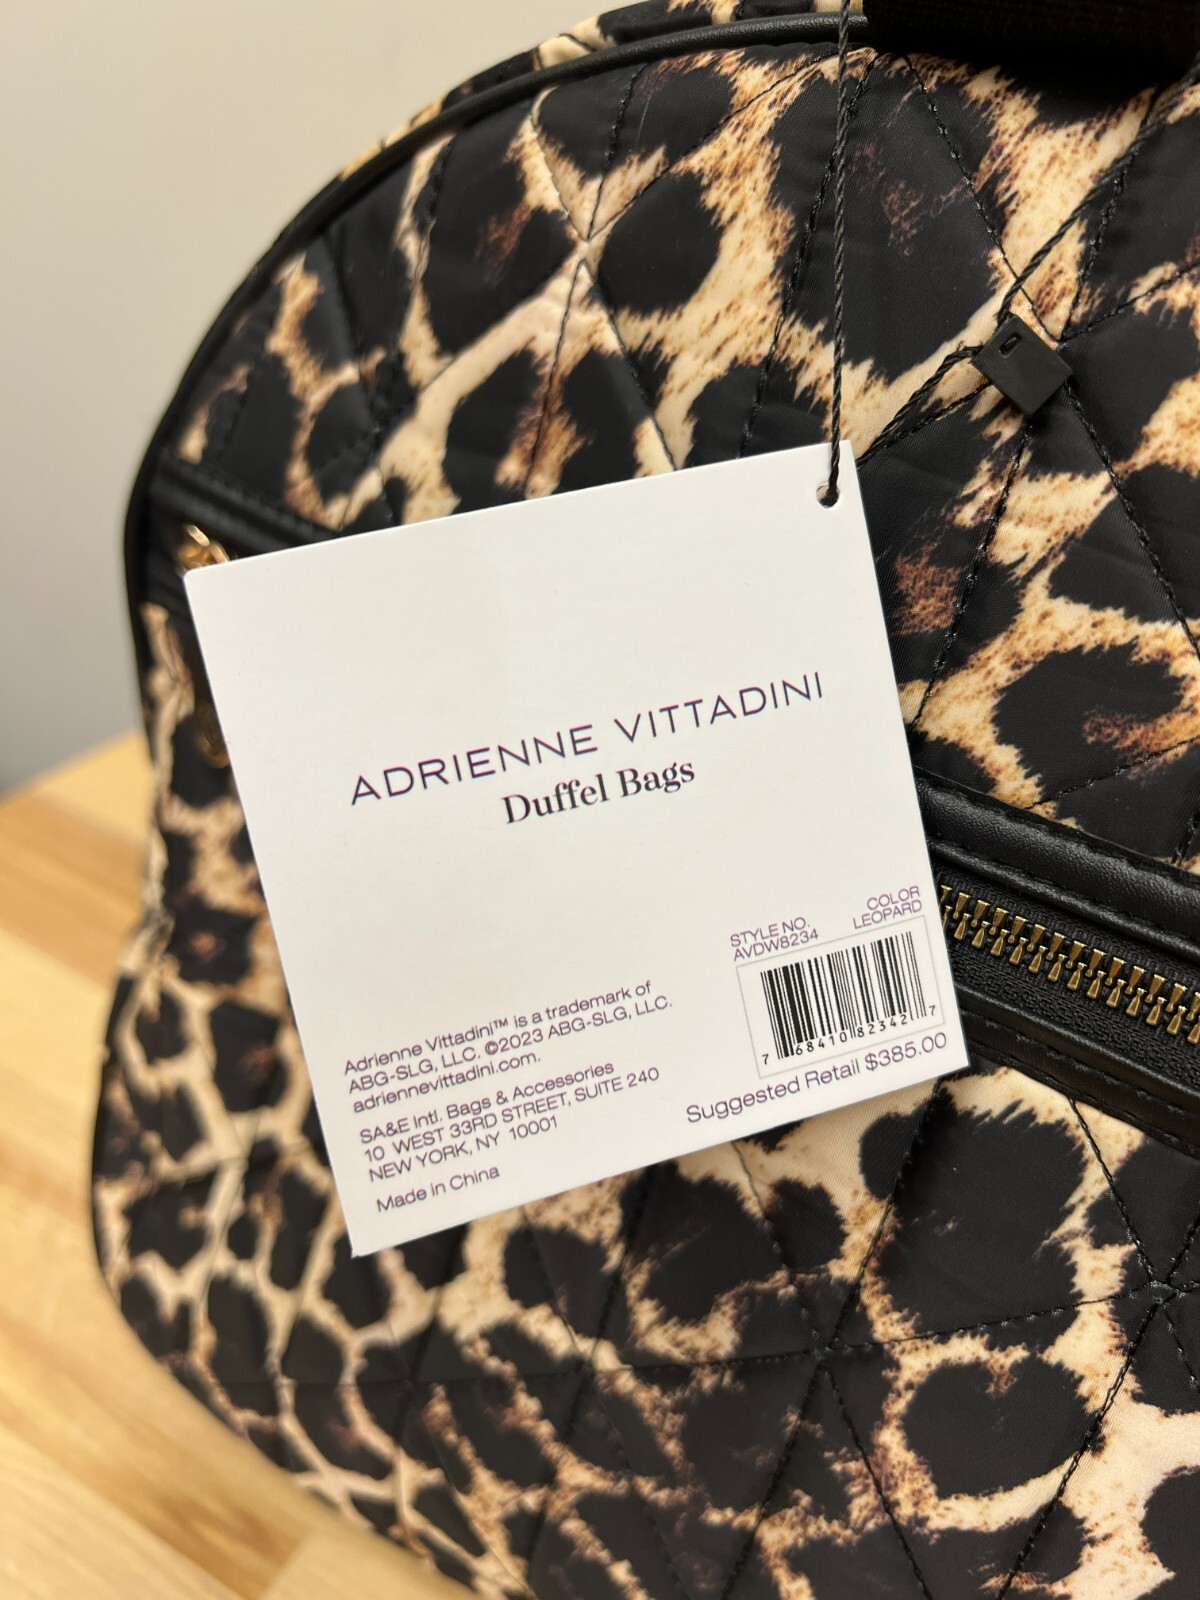 ADRIENNE VITTADINI
Duffel Bags
STYLE NO.
AVDW8234
COLOR
LEOPARD
7 68410 82342 7
Suggested Retail $385.00
Adrienne Vittadini™ is a trademark of
ABG-SLG, LLC. ©2023 ABG-SLG, LLC.
adriennevittadini.com.
SA&E Intl. Bags & Accessories
10 WEST 33RD STREET, SUITE 240
NEW YORK, NY 10001
Made in China